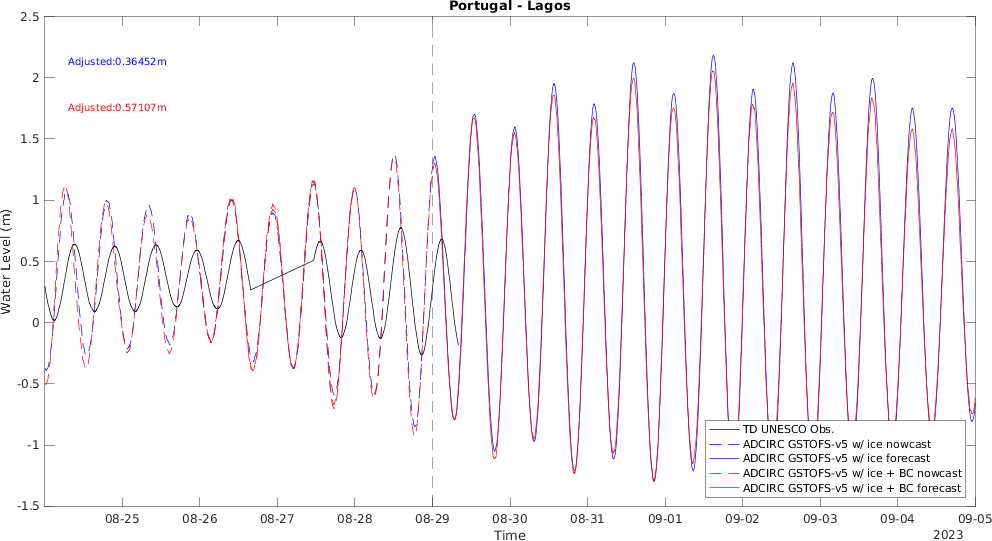 Portugal - Lagos
2.5
2
1.5
1
0.5
0
-0.5
-1
-1.5
Water Level (m)
Adjusted:0.36452m
Adjusted:0.57107m
TD UNESCO Obs.
ADCIRC GSTOFS-v5 w/ ice nowcast
ADCIRC GSTOFS-v5 w/ ice forecast
ADCIRC GSTOFS-v5 w/ ice + BC nowcast
ADCIRC GSTOFS-v5 w/ ice + BC forecast
08-25 08-26 08-27 08-28 08-29 08-30 08-31 09-01 09-02 09-03 09-04 09-05
Time
2023